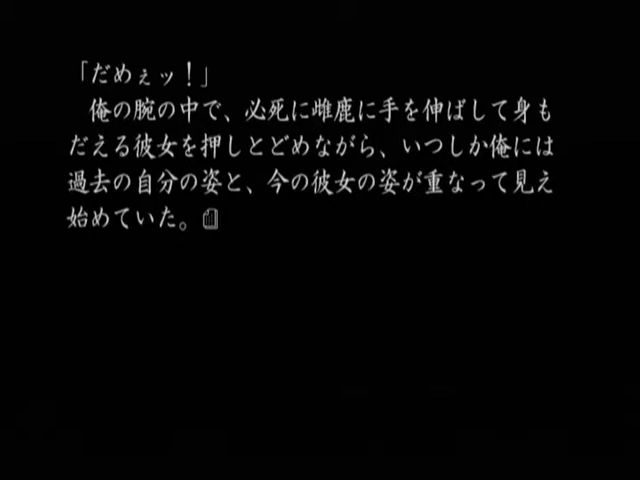 「だめぇッ！」
俺の腕の中で、必死に雌鹿に手を伸ばして身も
だえる彼女を押しとどめながら、いつしか俺には
過去の自分の姿と、今の彼女の姿が重なって見え
始めていた。